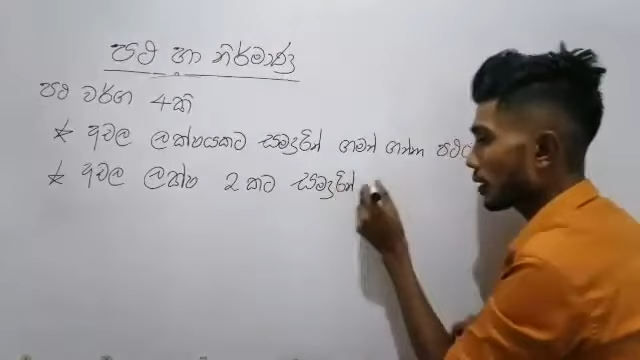 පථ හා නිර්මාණ
පථ වර්ග 4කි
* අචල ලක්ෂයකට සමදුරින් ගමන් ගන්නා
* අචල ලක්ෂ 2 කට සමදුරින්